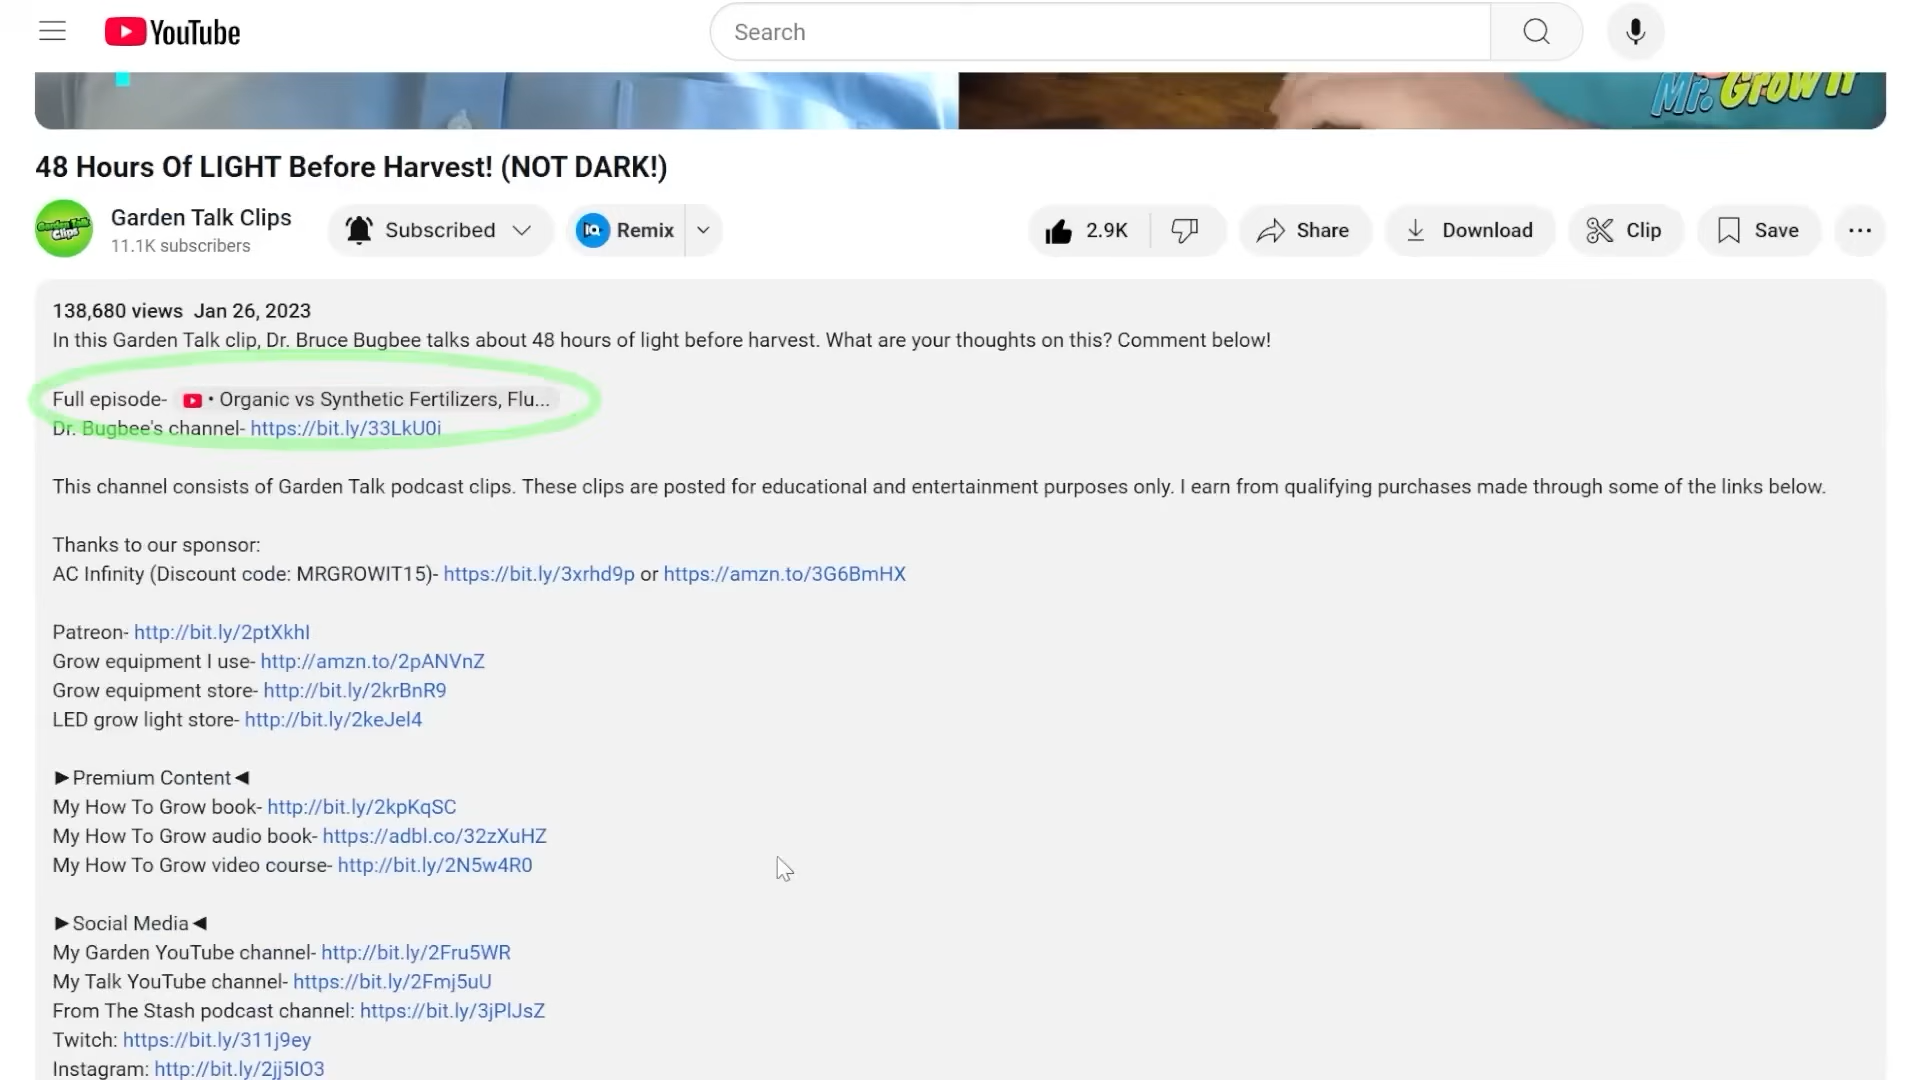 YouTube
Search
Mr. Grow It
48 Hours Of LIGHT Before Harvest! (NOT DARK!)
Garden Talk Clips
Garden Talk Clips
11.1K subscribers
Subscribed
Remix
2.9K
Share
Download
Clip
Save
138,680 views Jan 26, 2023
In this Garden Talk clip, Dr. Bruce Bugbee talks about 48 hours of light before harvest. What are your thoughts on this? Comment below!
Full episode- • Organic vs Synthetic Fertilizers, Flu...
Dr. Bugbee's channel- https://bit.ly/33LkU0i
This channel consists of Garden Talk podcast clips. These clips are posted for educational and entertainment purposes only. I earn from qualifying purchases made through some of the links below.
Thanks to our sponsor:
AC Infinity (Discount code: MRGROWIT15)- https://bit.ly/3xrhd9p or https://amzn.to/3G6BmHX
Patreon- http://bit.ly/2ptXkhI
Grow equipment I use- http://amzn.to/2pANVnZ
Grow equipment store- http://bit.ly/2krBnR9
LED grow light store- http://bit.ly/2keJel4
►Premium Content◄
My How To Grow book- http://bit.ly/2kpKqSC
My How To Grow audio book- https://adbl.co/32zXuHZ
My How To Grow video course- http://bit.ly/2N5w4R0
►Social Media◄
My Garden YouTube channel- http://bit.ly/2Fru5WR
My Talk YouTube channel- https://bit.ly/2Fmj5uU
From The Stash podcast channel: https://bit.ly/3jPlJsZ
Twitch: https://bit.ly/311j9ey
Instagram: http://bit.ly/2jj5IO3